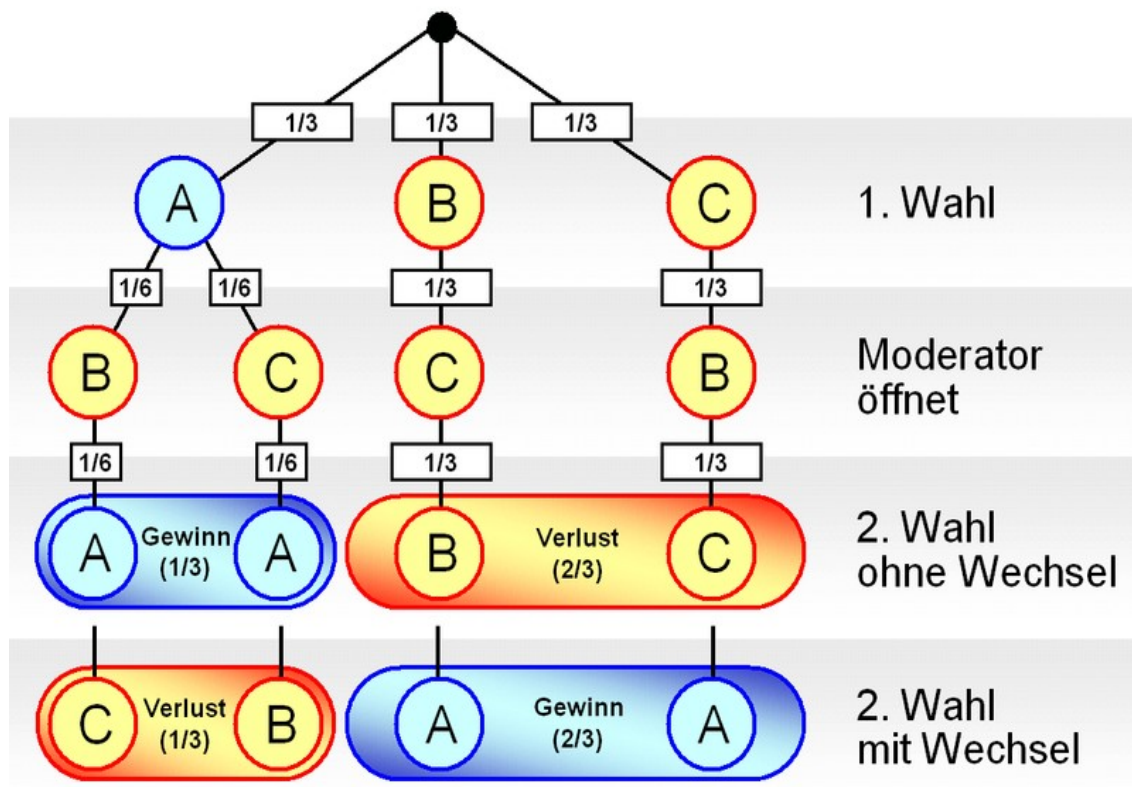 1/3 1/3 1/3
A B C 1. Wahl
1/6 1/6 1/3 1/3
B C C B Moderator
öffnet
1/6 1/6 1/3 1/3
A Gewinn A B Verlust C 2. Wahl
(1/3) (2/3) ohne Wechsel
C Verlust B A Gewinn A 2. Wahl
(1/3) (2/3) mit Wechsel